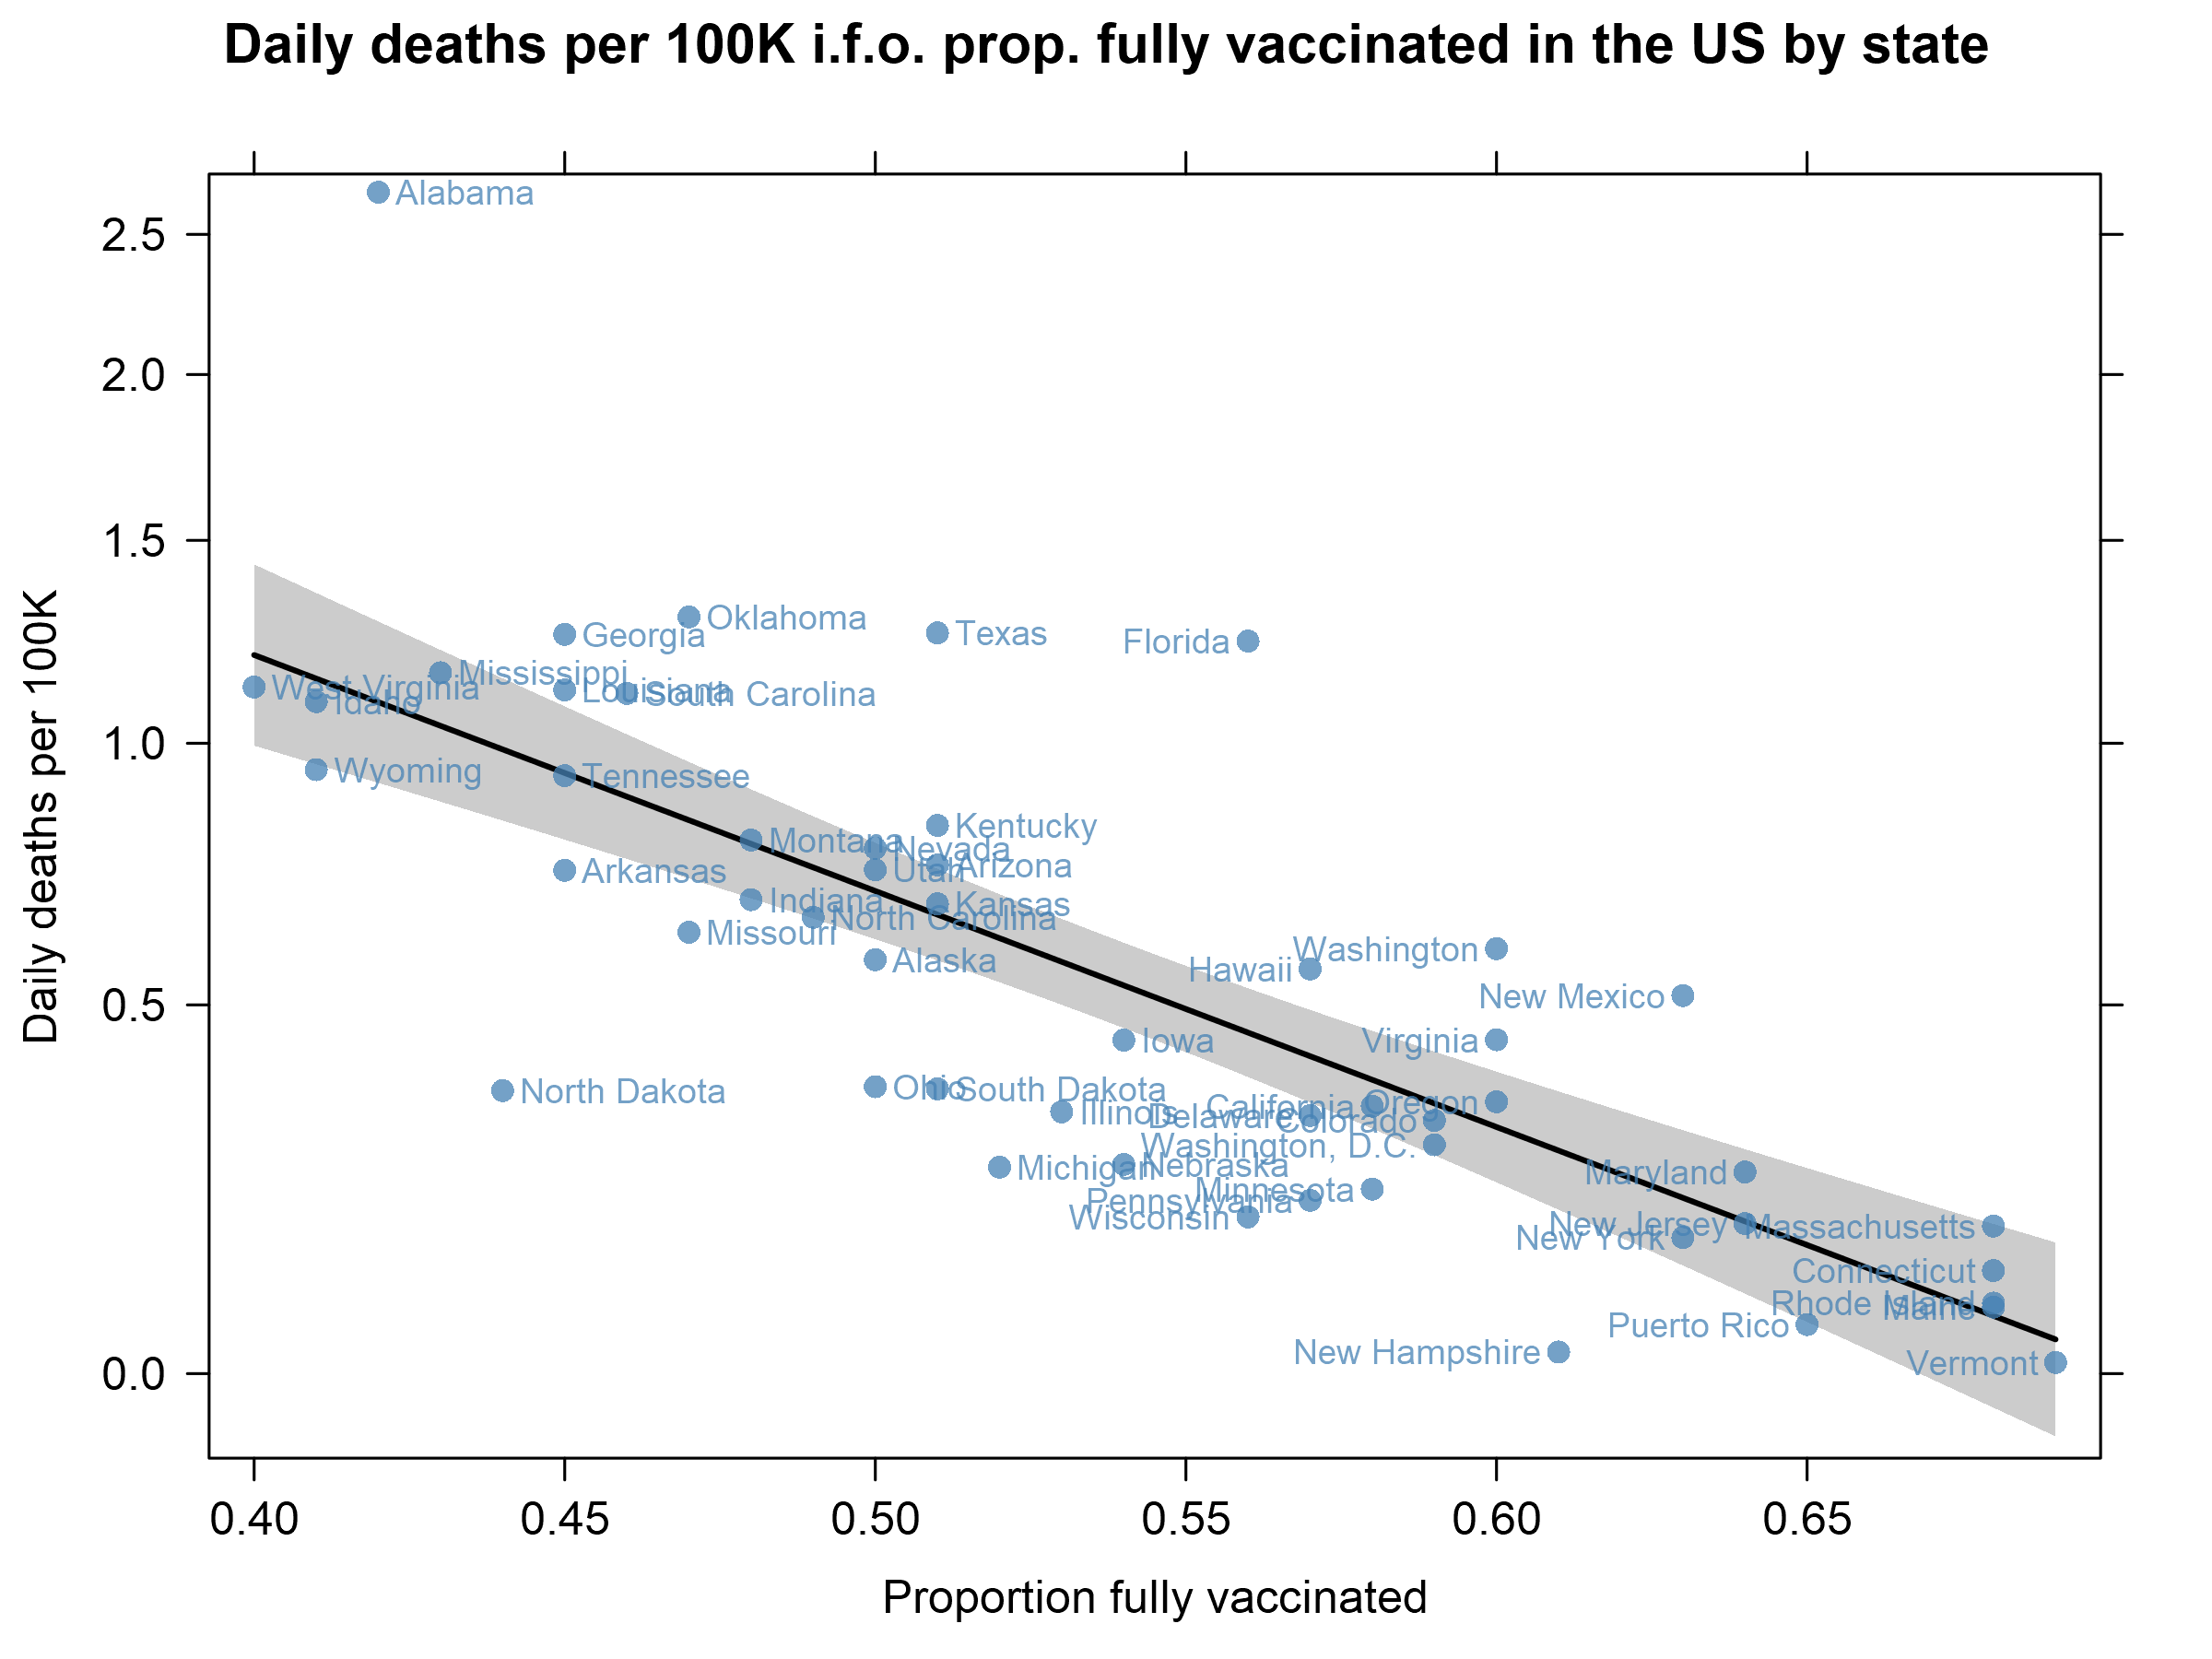 Daily deaths per 100K i.f.o. prop. fully vaccinated in the US by state
Daily deaths per 100K
2.5
2.0
1.5
1.0
0.5
0.0
Alabama
Oklahoma
Georgia
Texas
Florida
Mississippi
West Virginia
Louisiana
South Carolina
Idaho
Wyoming
Tennessee
Kentucky
Montana
Nevada
Arizona
Utah
Arkansas
Indiana
Kansas
North Carolina
Missouri
Washington
Alaska
Hawaii
New Mexico
Iowa
Virginia
Ohio
South Dakota
North Dakota
Oregon
California
Illinois
Delaware
Colorado
Washington, D.C.
Nebraska
Michigan
Maryland
Minnesota
Pennsylvania
Wisconsin
New Jersey
Massachusetts
New York
Connecticut
Rhode Island
Maine
Puerto Rico
New Hampshire
Vermont
0.40 0.45 0.50 0.55 0.60 0.65
Proportion fully vaccinated